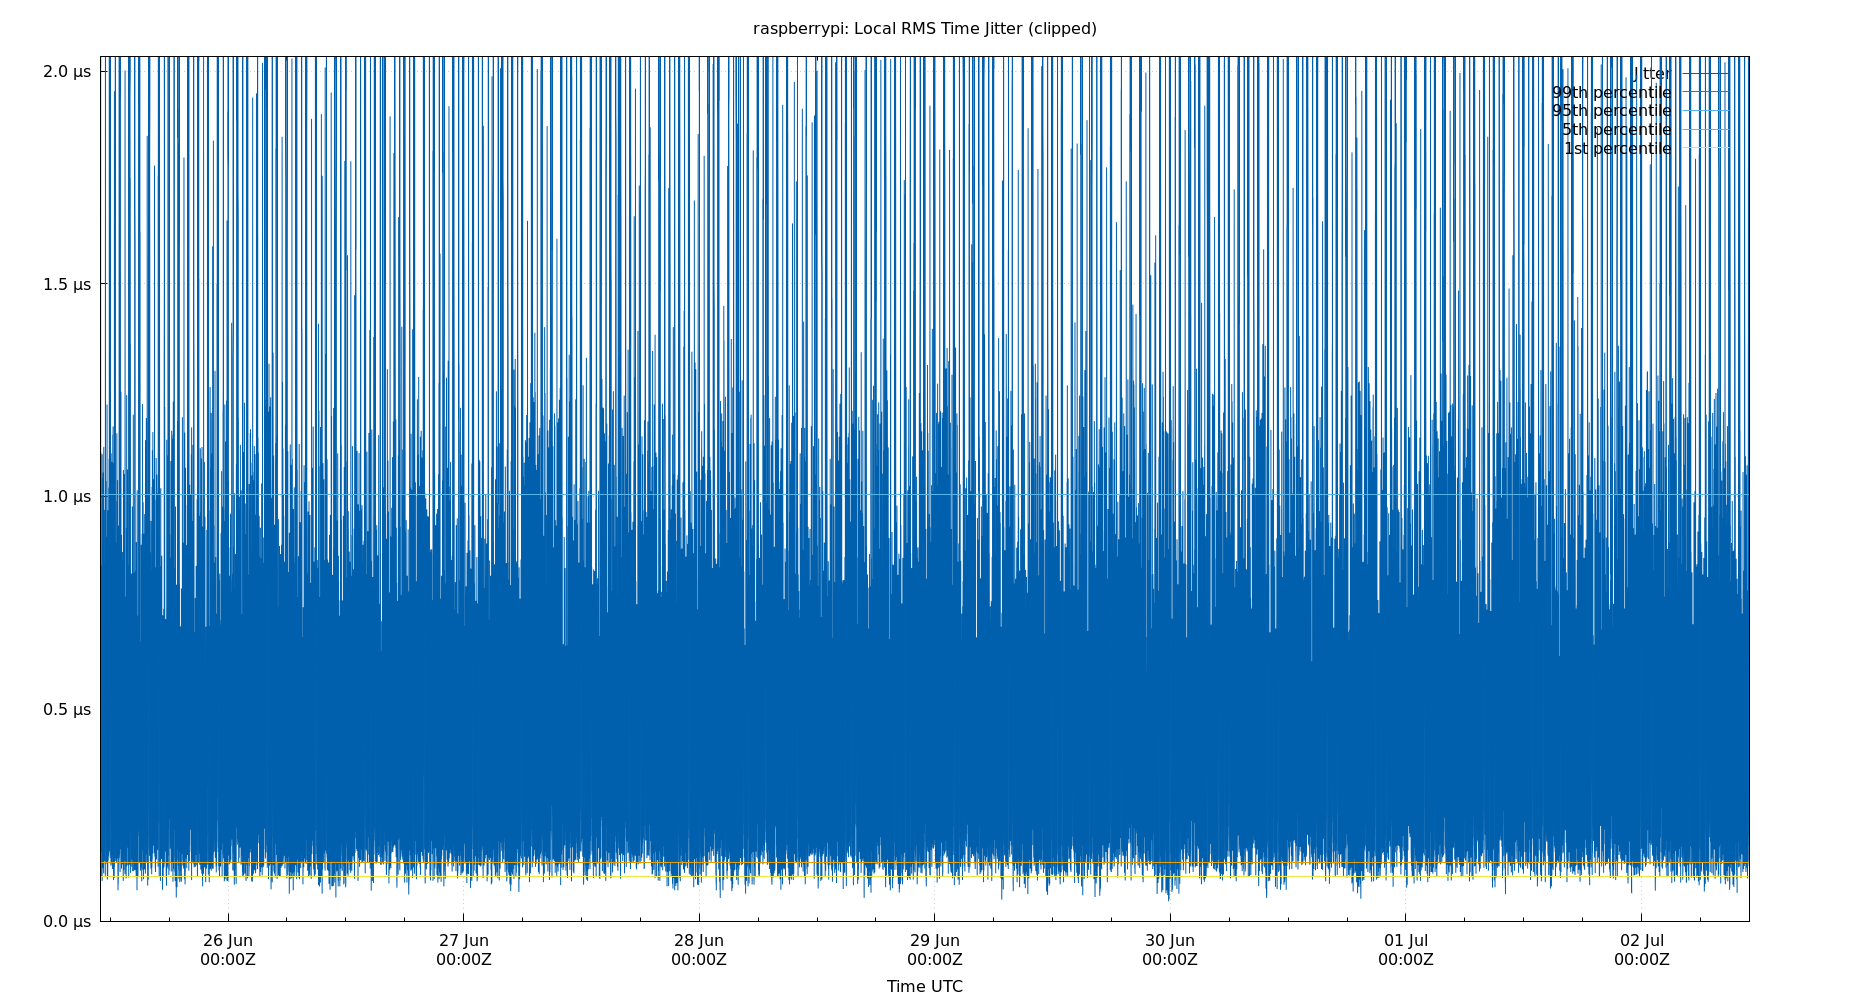 raspberrypi: Local RMS Time Jitter (clipped)
2.0 µs
1.5 µs
1.0 µs
0.5 µs
0.0 µs
Jitter
99th percentile
95th percentile
5th percentile
1st percentile
26 Jun 27 Jun 28 Jun 29 Jun 30 Jun 01 Jul 02 Jul
00:00Z 00:00Z 00:00Z 00:00Z 00:00Z 00:00Z 00:00Z
Time UTC